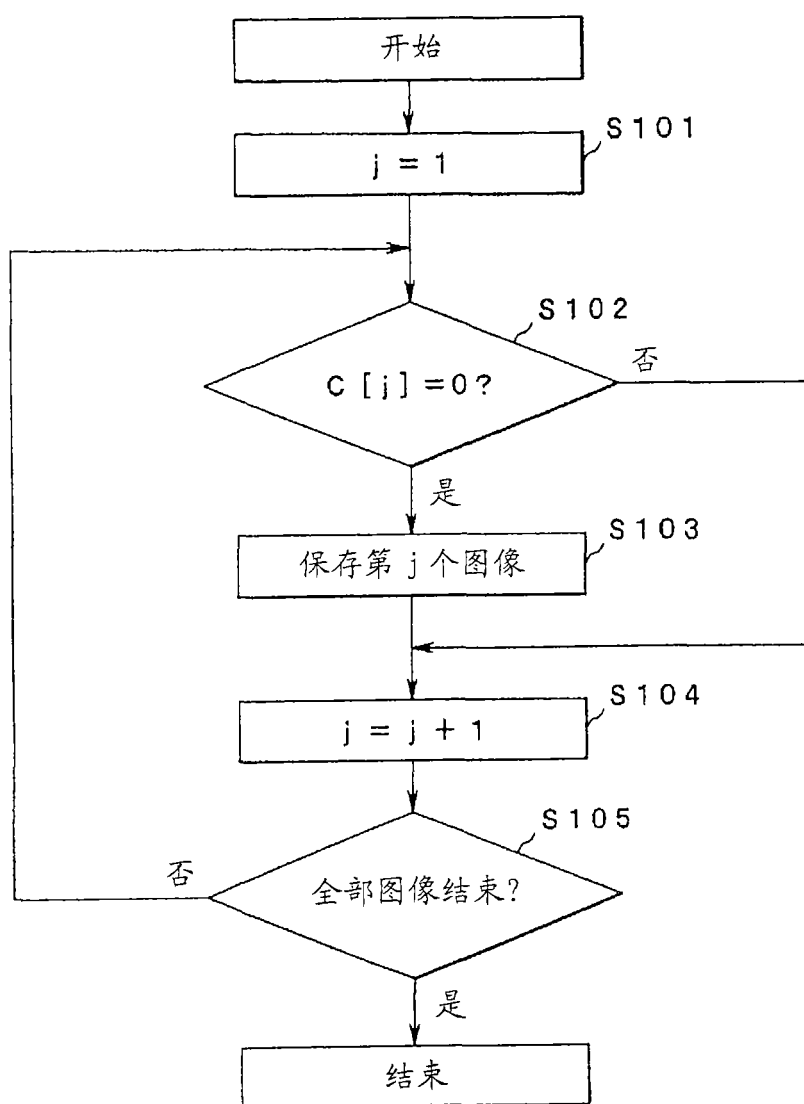 开始
S101
j = 1
S102
C [j] = 0?
否
是
S103
保存第 j 个图像
S104
j = j + 1
S105
否
全部图像结束?
是
结束